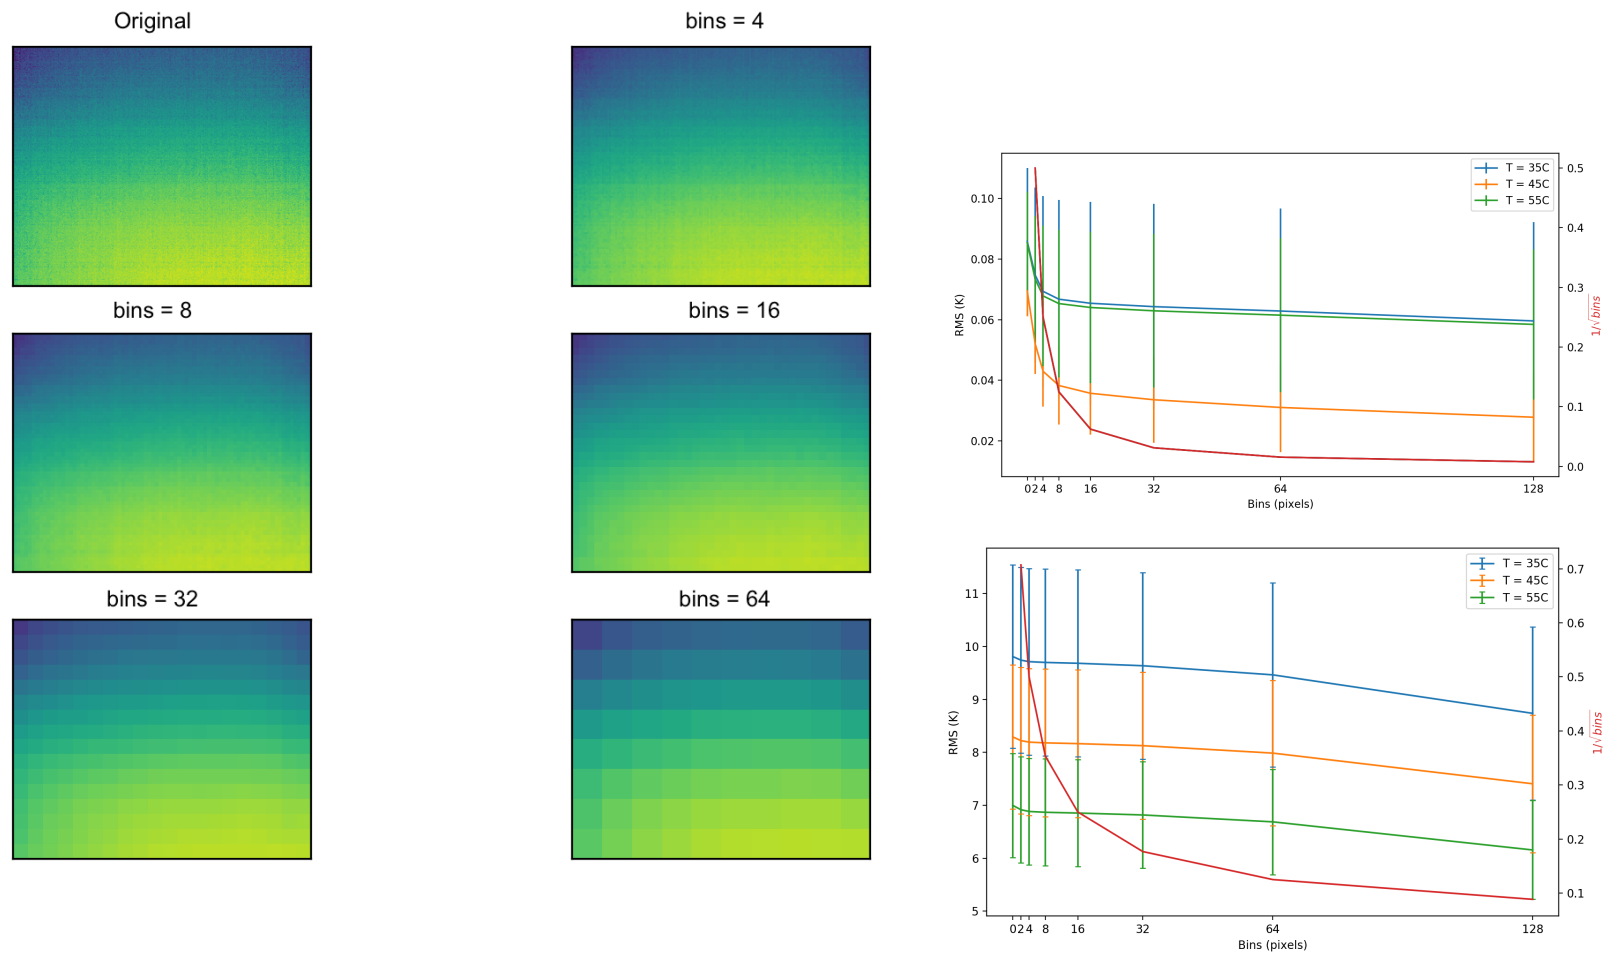 Original
bins = 4
bins = 8
bins = 16
bins = 32
bins = 64
T = 35C
T = 45C
T = 55C
0.10
0.08
0.06
0.04
0.02
RMS (K)
0.5
0.4
0.3
0.2
0.1
0.0
1/√bins
0 2 4 8 16 32 64 128
Bins (pixels)
T = 35C
T = 45C
T = 55C
11
10
9
8
7
6
5
RMS (K)
0.7
0.6
0.5
0.4
0.3
0.2
0.1
1/√bins
0 2 4 8 16 32 64 128
Bins (pixels)